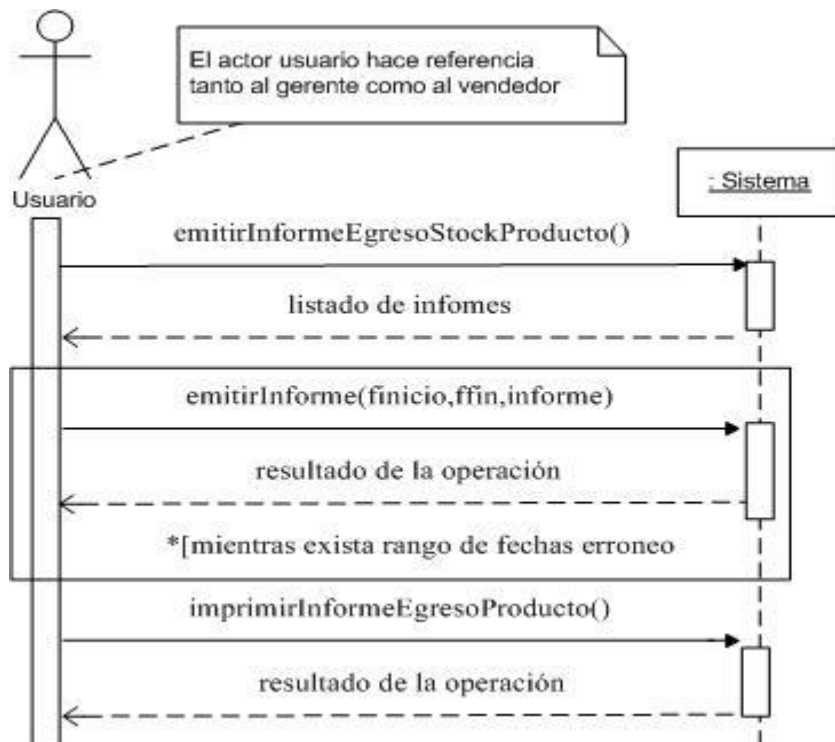 El actor usuario hace referencia
tanto al gerente como al vendedor
Usuario
: Sistema
emitirInformeEgresoStockProducto()
listado de infomes
emitirInforme(finicio,ffin,informe)
resultado de la operación
*[mientras exista rango de fechas erroneo
imprimirInformeEgresoProducto()
resultado de la operación